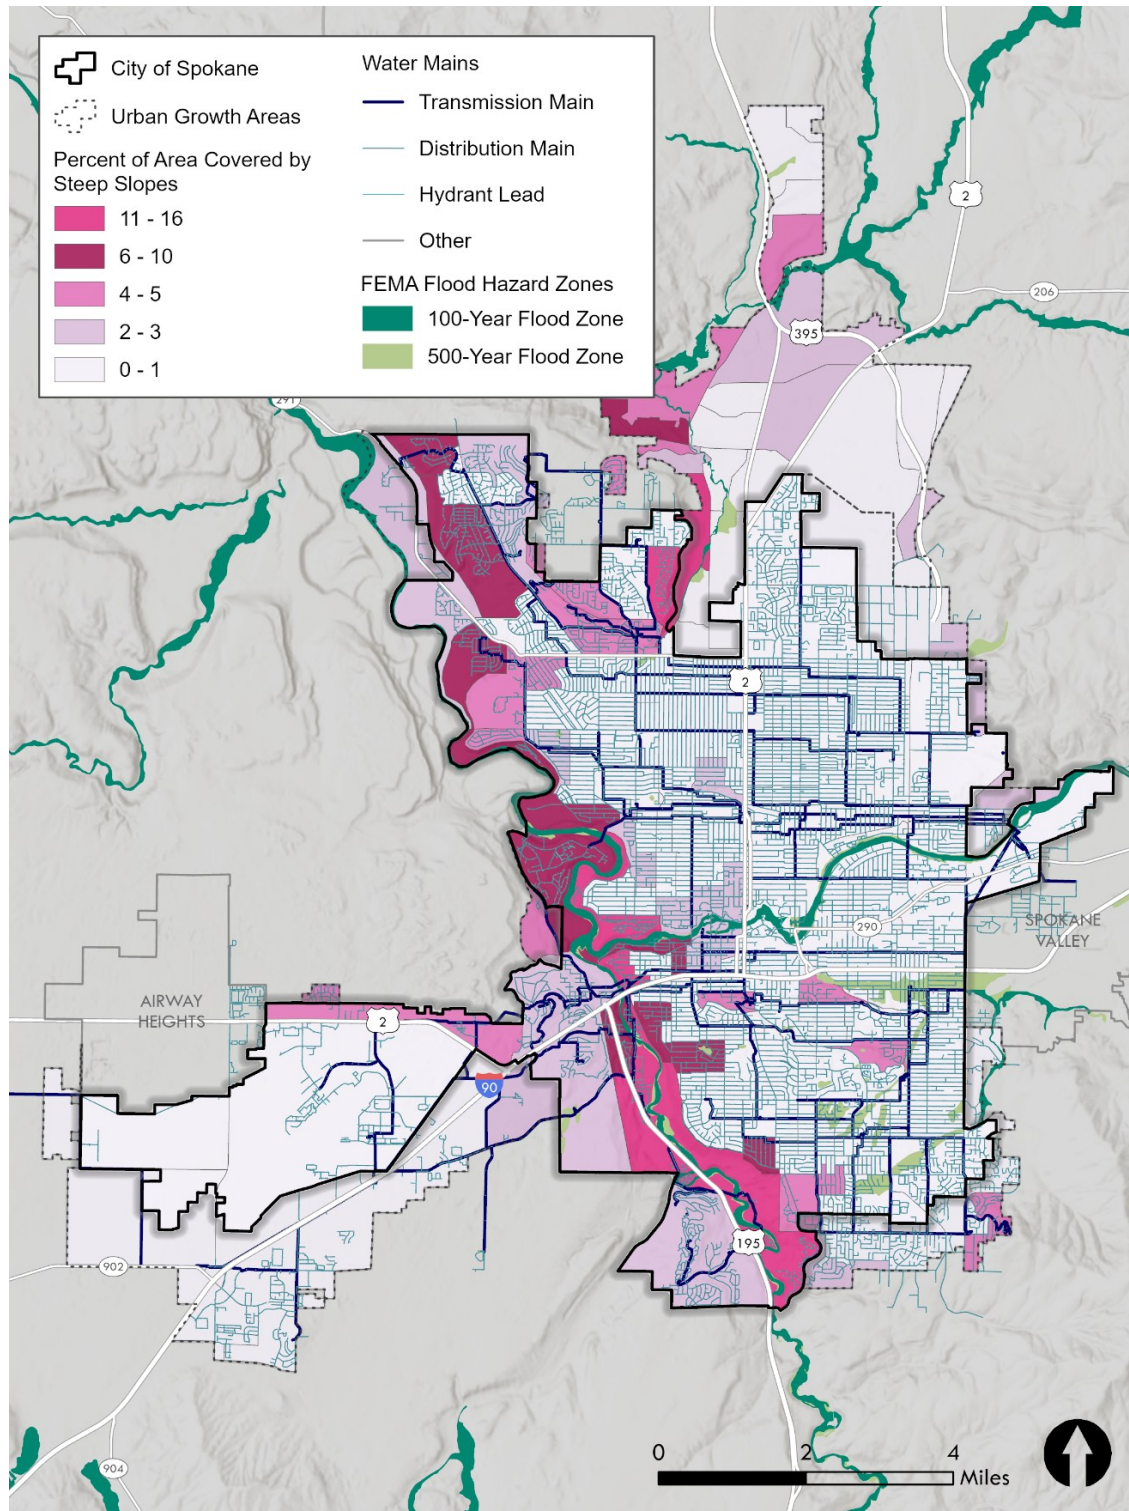 City of Spokane
Urban Growth Areas
Percent of Area Covered by
Steep Slopes
11 - 16
6 - 10
4 - 5
2 - 3
0 - 1
Water Mains
Transmission Main
Distribution Main
Hydrant Lead
Other
FEMA Flood Hazard Zones
100-Year Flood Zone
500-Year Flood Zone
2
206
395
291
2
290
SPOKANE
VALLEY
AIRWAY
HEIGHTS
2
90
195
902
904
0
2
4
Miles